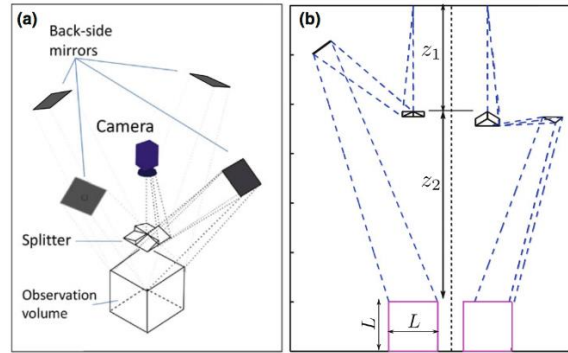 (a)
Back-side
mirrors
Camera
Splitter
Observation
volume
(b)
z₁
z₂
L
L